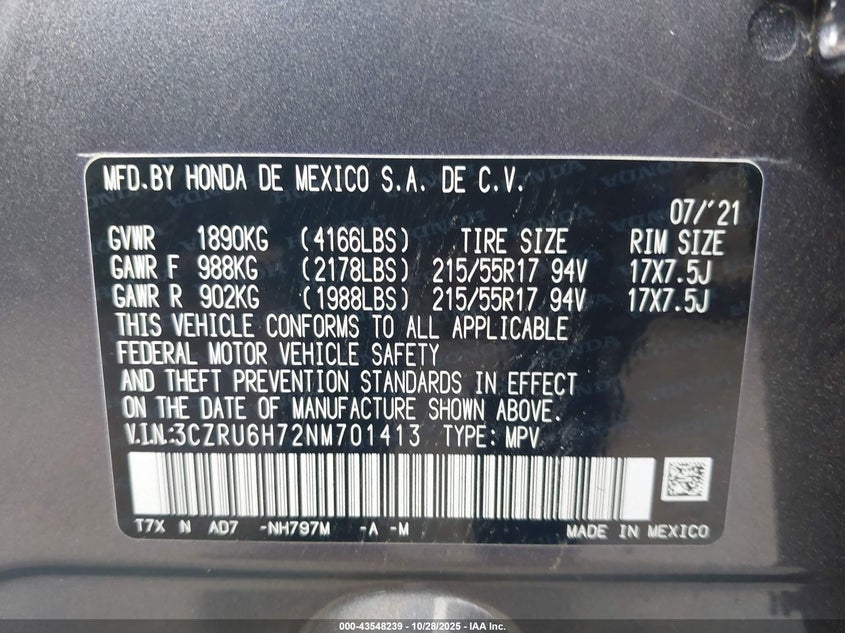 MFD.BY HONDA DE MEXICO S.A. DE C.V.
07/'21
GVWR 1890KG (4166LBS) TIRE SIZE RIM SIZE
GAWR F 988KG (2178LBS) 215/55R17 94V 17X7.5J
GAWR R 902KG (1988LBS) 215/55R17 94V 17X7.5J
THIS VEHICLE CONFORMS TO ALL APPLICABLE
FEDERAL MOTOR VEHICLE SAFETY
AND THEFT PREVENTION STANDARDS IN EFFECT
ON THE DATE OF MANUFACTURE SHOWN ABOVE.
V.I.N:3CZRU6H72NM701413 TYPE: MPV
T7X N AD7 -NH797M -A -M MADE IN MEXICO
000-43548239 - 10/28/2025 - IAA Inc.